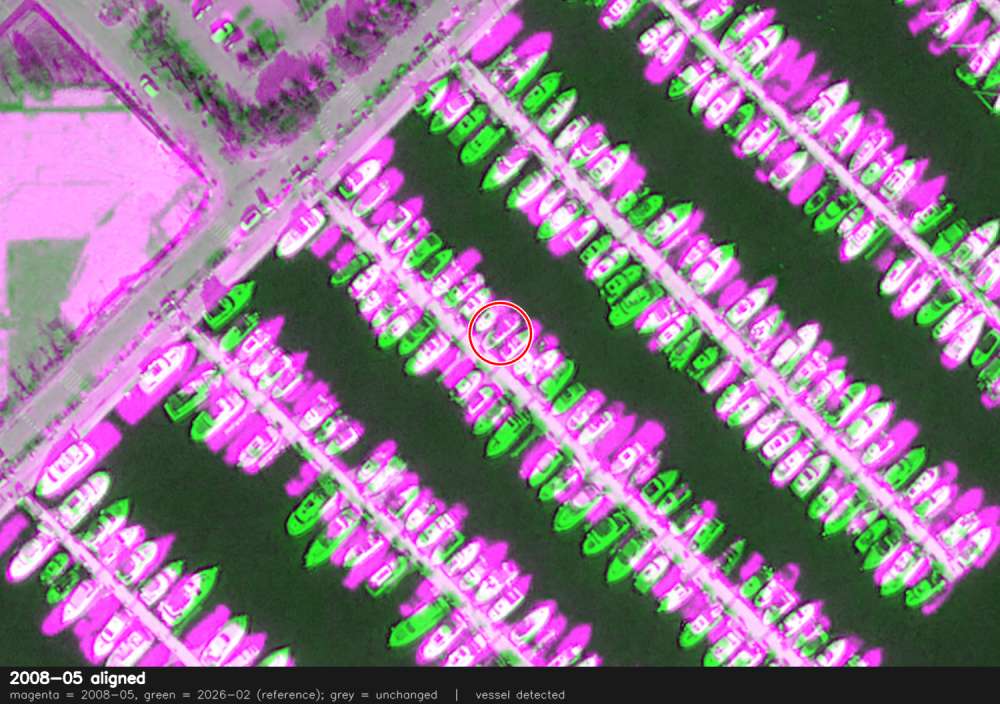 2008-05 aligned
magenta = 2008-05, green = 2026-02 (reference); grey = unchanged | vessel detected